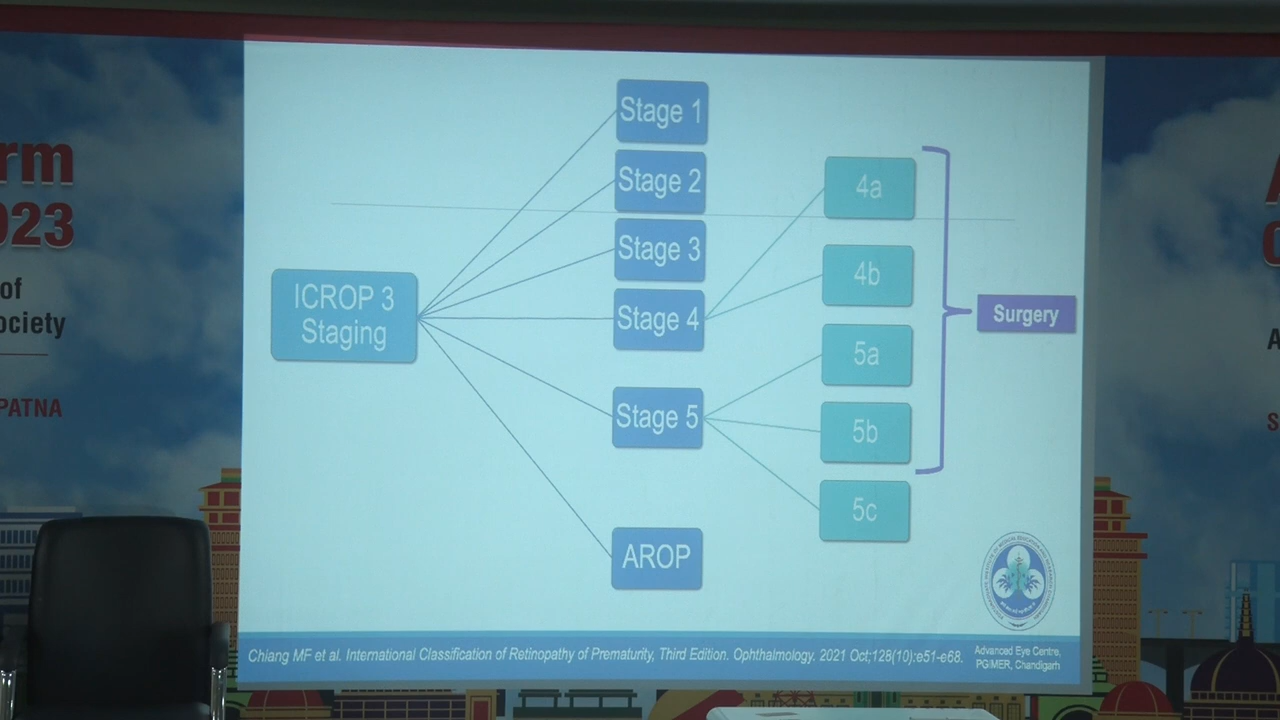 rm
023
of
ociety
PATNA
ICROP 3
Staging
Stage 1
Stage 2
Stage 3
Stage 4
Stage 5
AROP
4a
4b
5a
5b
5c
Surgery
Chiang MF et al. International Classification of Retinopathy of Prematurity, Third Edition. Ophthalmology. 2021 Oct;128(10):e51-e68.
Advanced Eye Centre,
PGIMER, Chandigarh